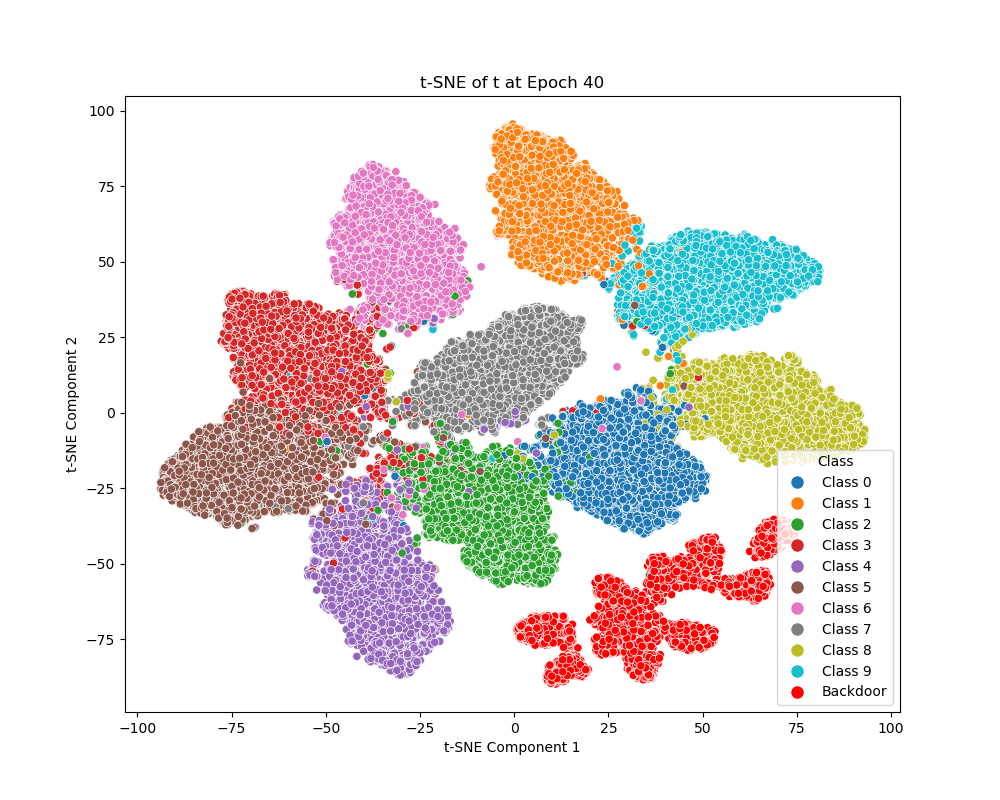 t-SNE of t at Epoch 40
100
75
50
25
0
−25
−50
−75
t-SNE Component 2
−100
−75
−50
−25
0
25
50
75
100
t-SNE Component 1
Class
Class 0
Class 1
Class 2
Class 3
Class 4
Class 5
Class 6
Class 7
Class 8
Class 9
Backdoor